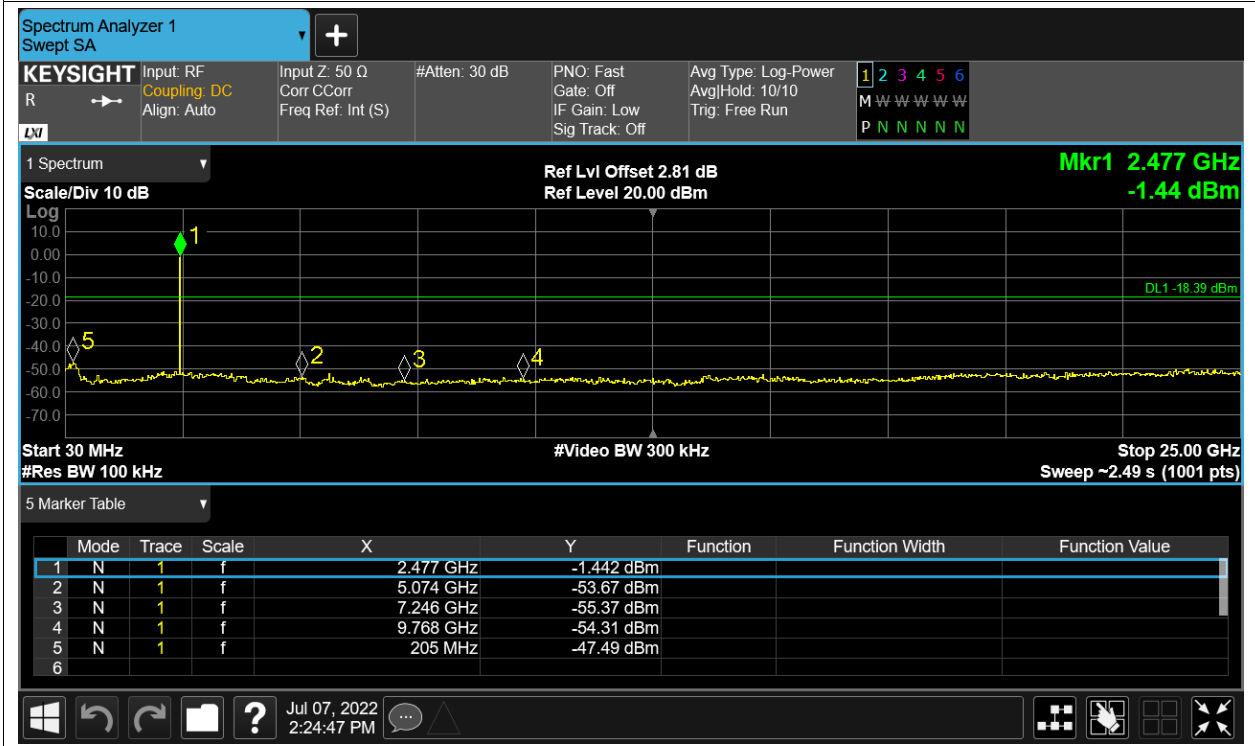 Spectrum Analyzer 1
Swept SA
KEYSIGHT
R
LXI
Input: RF
Coupling: DC
Align: Auto
Input Z: 50 Ω
Corr CCorr
Freq Ref: Int (S)
#Atten: 30 dB
PNO: Fast
Gate: Off
IF Gain: Low
Sig Track: Off
Avg Type: Log-Power
Avg|Hold: 10/10
Trig: Free Run
1 2 3 4 5 6
M W W W W W
P N N N N N
1 Spectrum
Scale/Div 10 dB
Ref Lvl Offset 2.81 dB
Ref Level 20.00 dBm
Mkr1 2.477 GHz
-1.44 dBm
Log
10.0
0.00
-10.0
-20.0
-30.0
-40.0
-50.0
-60.0
-70.0
1
DL1 -18.39 dBm
5
2
3
4
Start 30 MHz
#Res BW 100 kHz
#Video BW 300 kHz
Stop 25.00 GHz
Sweep ~2.49 s (1001 pts)
5 Marker Table
Mode Trace Scale X Y Function Function Width Function Value
1 N 1 f 2.477 GHz -1.442 dBm
2 N 1 f 5.074 GHz -53.67 dBm
3 N 1 f 7.246 GHz -55.37 dBm
4 N 1 f 9.768 GHz -54.31 dBm
5 N 1 f 205 MHz -47.49 dBm
6
?
Jul 07, 2022
2:24:47 PM